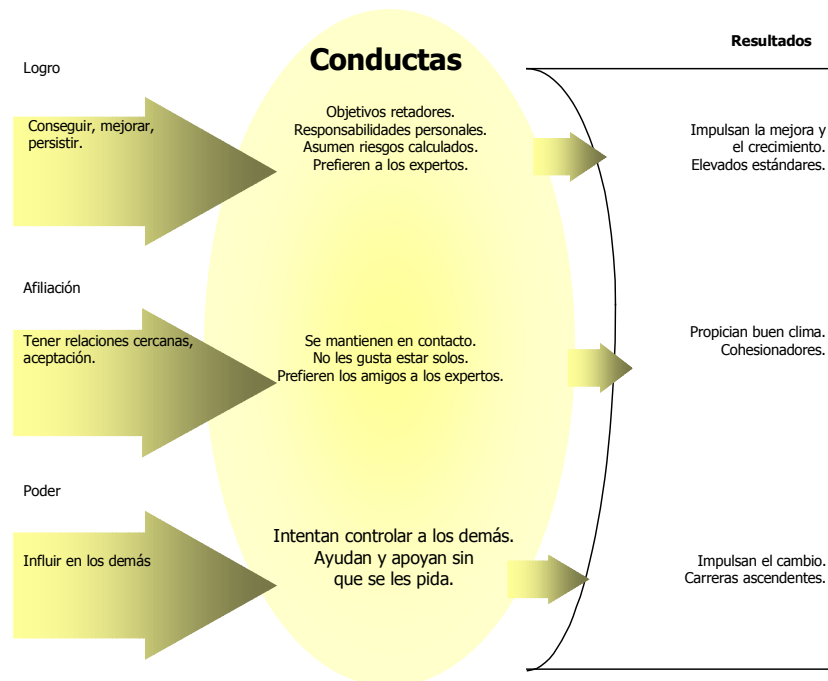 Conductas
Resultados
Logro
Conseguir, mejorar,
persistir.
Objetivos retadores.
Responsabilidades personales.
Asumen riesgos calculados.
Prefieren a los expertos.
Impulsan la mejora y
el crecimiento.
Elevados estándares.
Afiliación
Tener relaciones cercanas,
aceptación.
Se mantienen en contacto.
No les gusta estar solos.
Prefieren los amigos a los expertos.
Propician buen clima.
Cohesionadores.
Poder
Influir en los demás
Intentan controlar a los demás.
Ayudan y apoyan sin
que se les pida.
Impulsan el cambio.
Carreras ascendentes.